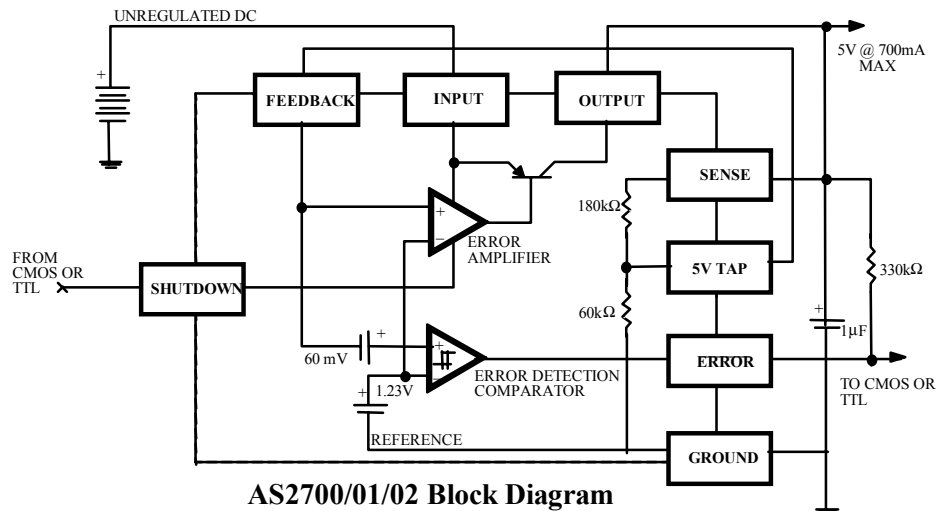 UNREGULATED DC
+
5V @ 700mA
MAX
FEEDBACK
INPUT
OUTPUT
SENSE
180kΩ
+
−
ERROR
AMPLIFIER
FROM
CMOS OR
TTL
SHUTDOWN
5V TAP
330kΩ
60kΩ
+
1µF
60 mV
+
+
−
ERROR DETECTION
COMPARATOR
ERROR
+
1.23V
TO CMOS OR
TTL
REFERENCE
GROUND
AS2700/01/02 Block Diagram